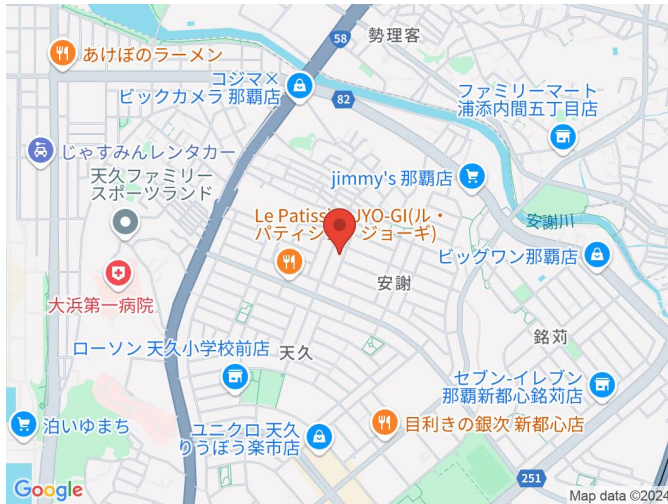 58
勢理客
あけぼのラーメン
コジマ×
ビックカメラ 那覇店
82
ファミリーマート
浦添内間五丁目店
じゃすみんレンタカー
天久ファミリー
スポーツランド
jimmy's 那覇店
Le Patissi
JYO-GI(ル・
パティシ
ジョーギ)
安謝川
ビッグワン那覇店
大浜第一病院
安謝
ローソン 天久小学校前店
天久
銘苅
セブン-イレブン
那覇新都心銘苅店
泊いゆまち
ユニクロ 天久
りうぼう楽市店
目利きの銀次 新都心店
251
Google
Map data ©202